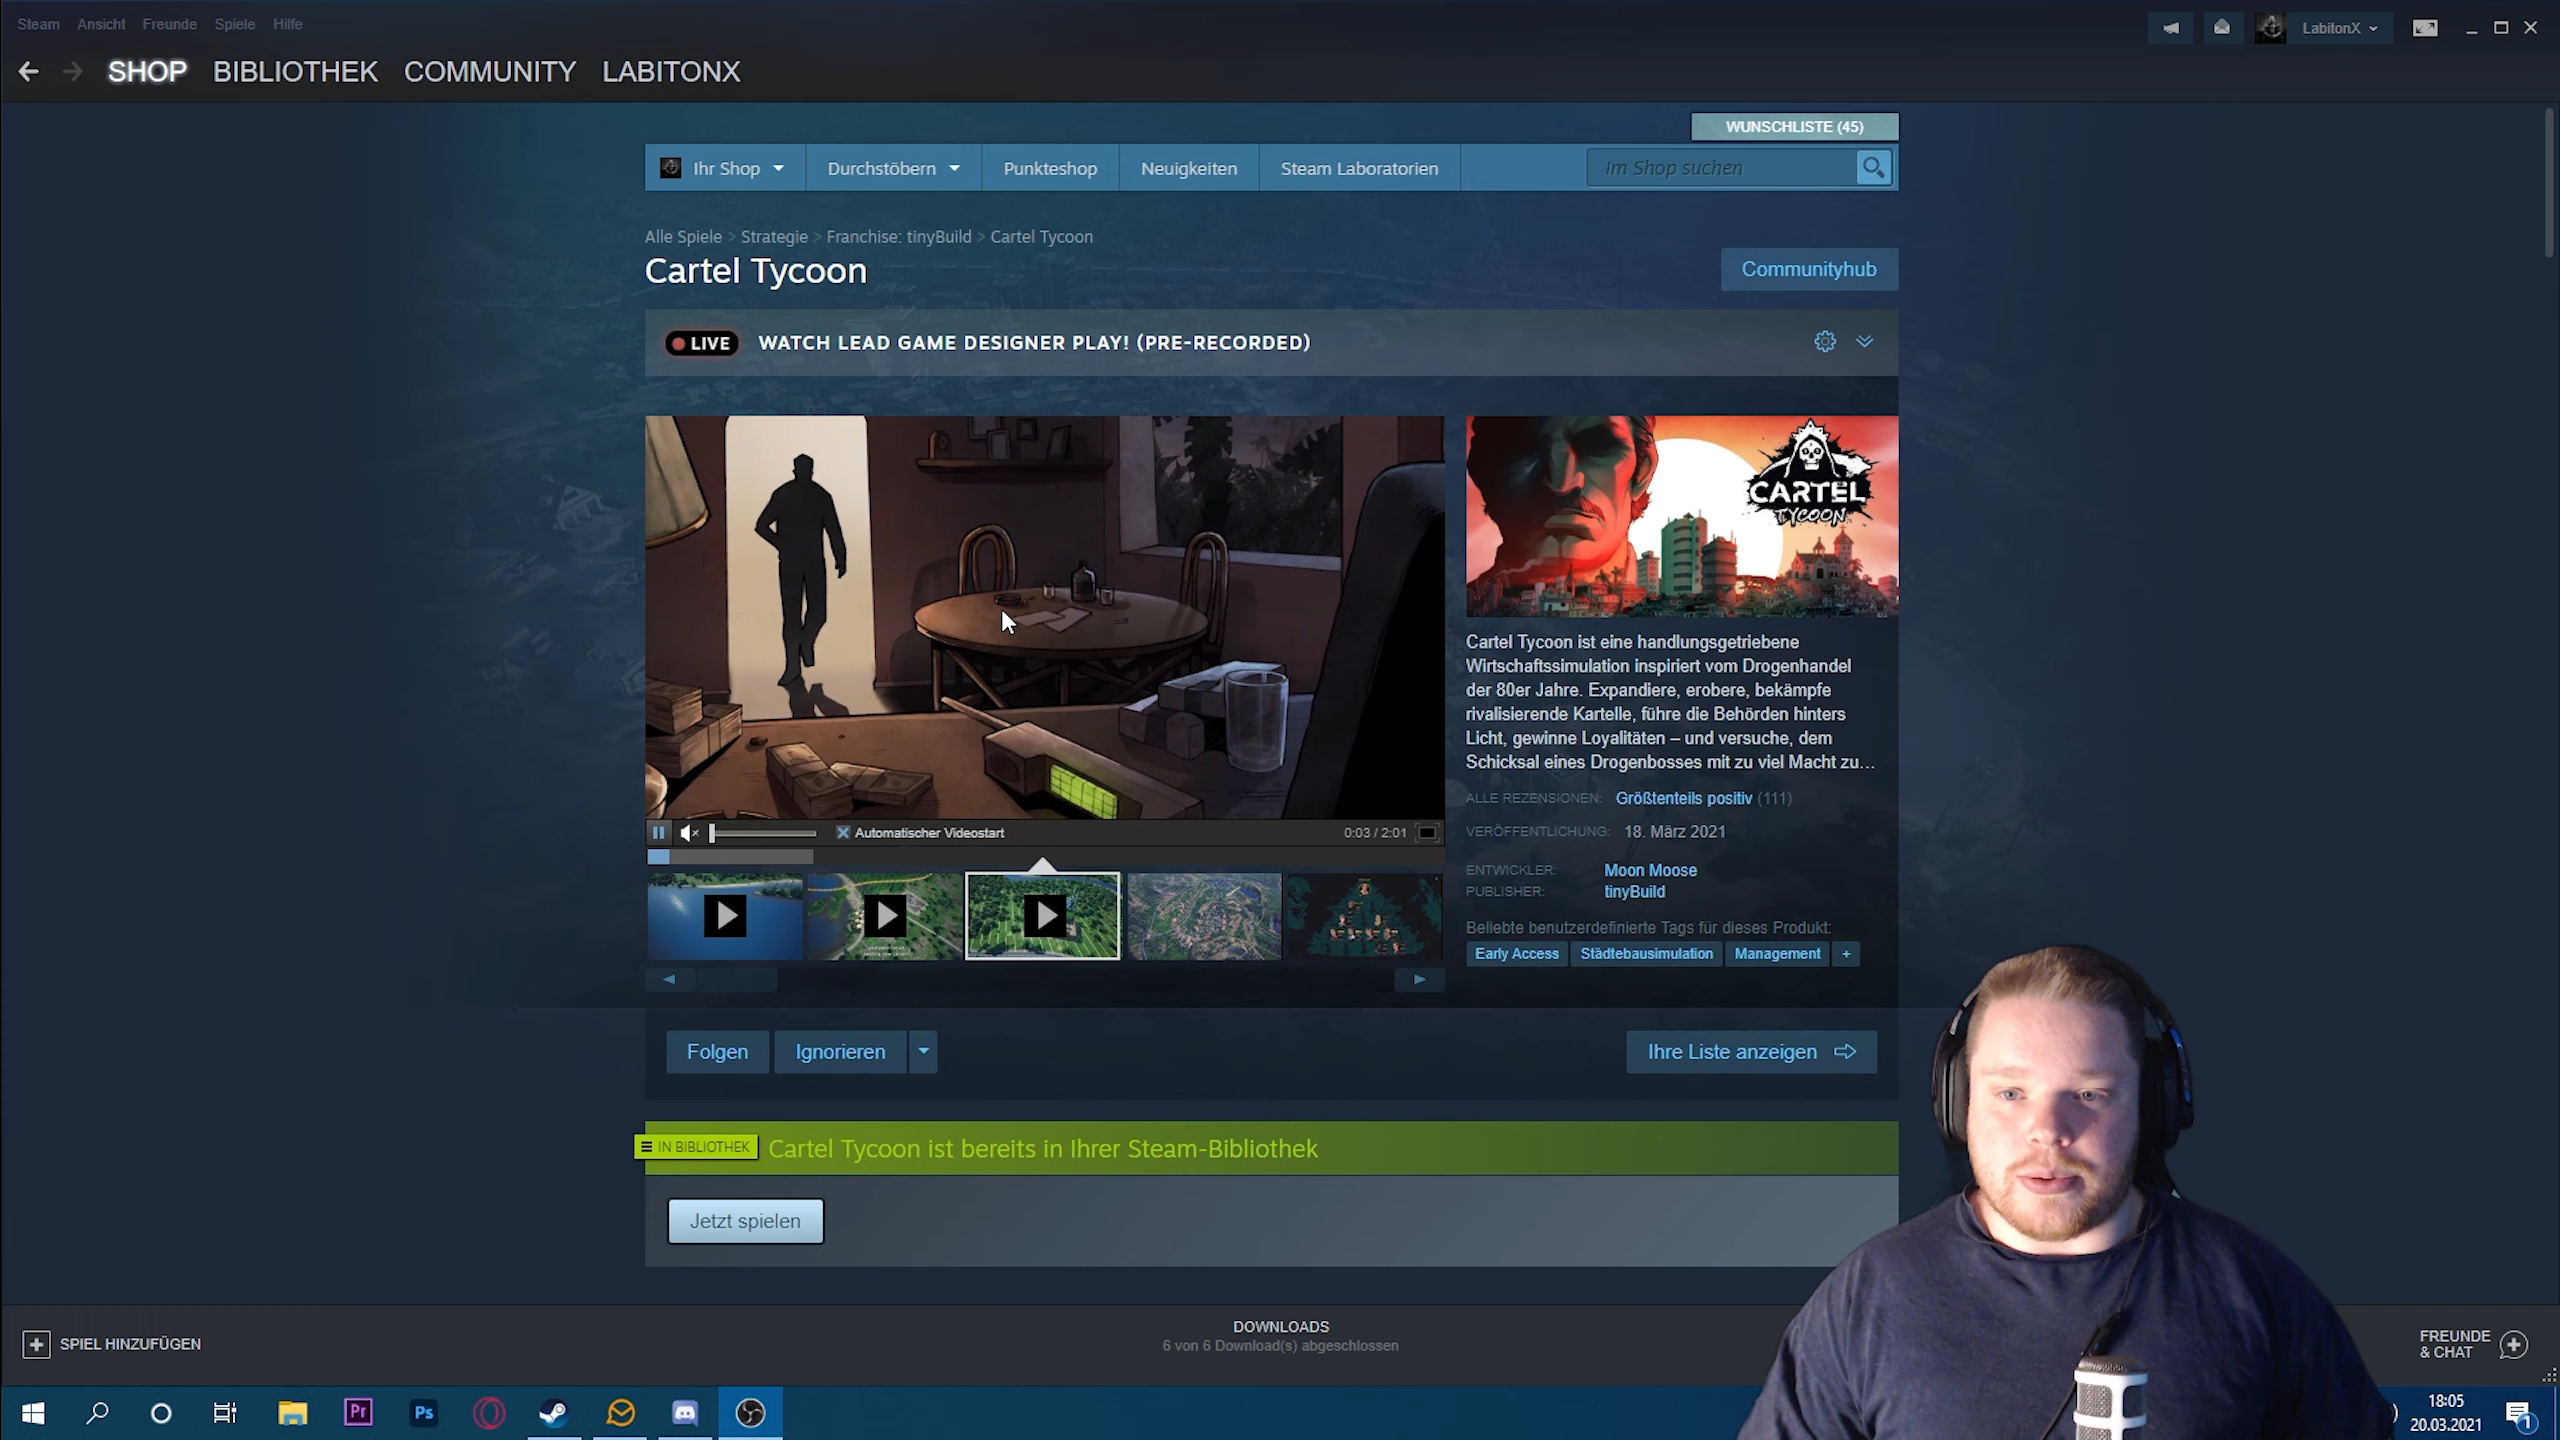 Steam Ansicht Freunde Spiele Hilfe
LabitonX
SHOP BIBLIOTHEK COMMUNITY LABITONX
WUNSCHLISTE (45)
Ihr Shop Durchstöbern Punkteshop Neuigkeiten Steam Laboratorien Im Shop suchen
Alle Spiele > Strategie > Franchise: tinyBuild > Cartel Tycoon
Cartel Tycoon
Communityhub
LIVE WATCH LEAD GAME DESIGNER PLAY! (PRE-RECORDED)
CARTEL
TYCOON
Cartel Tycoon ist eine handlungsgetriebene
Wirtschaftssimulation inspiriert vom Drogenhandel
der 80er Jahre. Expandiere, erobere, bekämpfe
rivalisierende Kartelle, führe die Behörden hinters
Licht, gewinne Loyalitäten – und versuche, dem
Schicksal eines Drogenbosses mit zu viel Macht zu...
ALLE REZENSIONEN: Größtenteils positiv (111)
VERÖFFENTLICHUNG: 18. März 2021
ENTWICKLER: Moon Moose
PUBLISHER: tinyBuild
Beliebte benutzerdefinierte Tags für dieses Produkt:
Early Access Städtebausimulation Management +
Automatischer Videostart 0:03 / 2:01
Folgen Ignorieren Ihre Liste anzeigen
IN BIBLIOTHEK Cartel Tycoon ist bereits in Ihrer Steam-Bibliothek
Jetzt spielen
SPIEL HINZUFÜGEN
DOWNLOADS
6 von 6 Download(s) abgeschlossen
FREUNDE
& CHAT
Pr Ps
18:05
20.03.2021
1